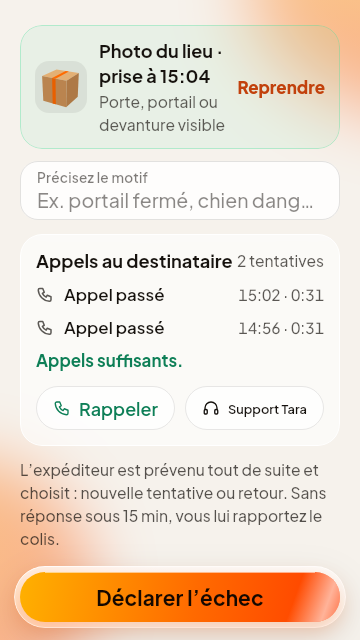 Photo du lieu ·
prise à 15:04
Porte, portail ou
devanture visible
Reprendre
Précisez le motif
Ex. portail fermé, chien dang…
Appels au destinataire 2 tentatives
Appel passé 15:02 · 0:31
Appel passé 14:56 · 0:31
Appels suffisants.
Rappeler
Support Tara
L’expéditeur est prévenu tout de suite et
choisit : nouvelle tentative ou retour. Sans
réponse sous 15 min, vous lui rapportez le
colis.
Déclarer l’échec